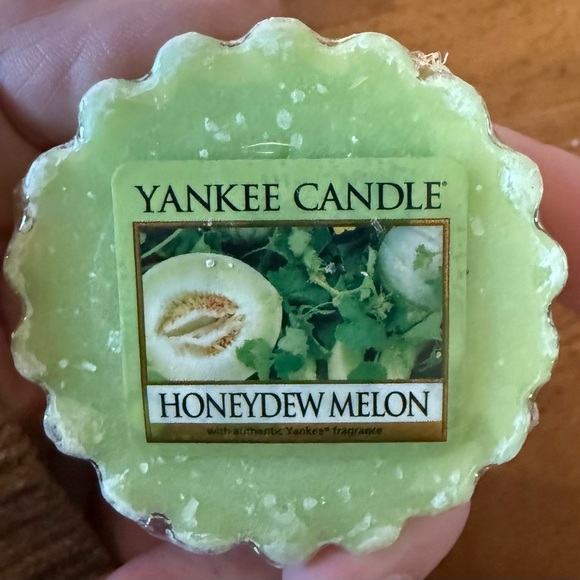 YANKEE CANDLE®
HONEYDEW MELON
with authentic Yankee® fragrance